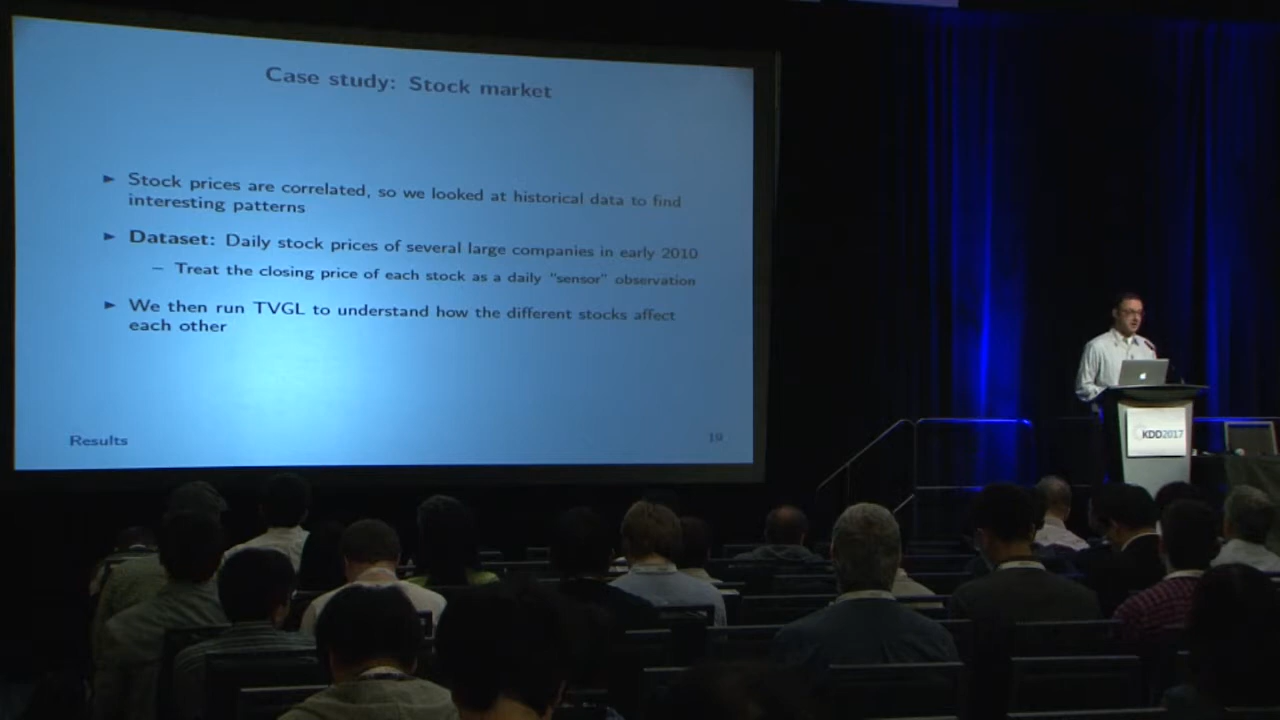 Case study: Stock market
► Stock prices are correlated, so we looked at historical data to find
interesting patterns
► Dataset: Daily stock prices of several large companies in early 2010
– Treat the closing price of each stock as a daily "sensor" observation
► We then run TVGL to understand how the different stocks affect
each other
Results
19
KDD2017